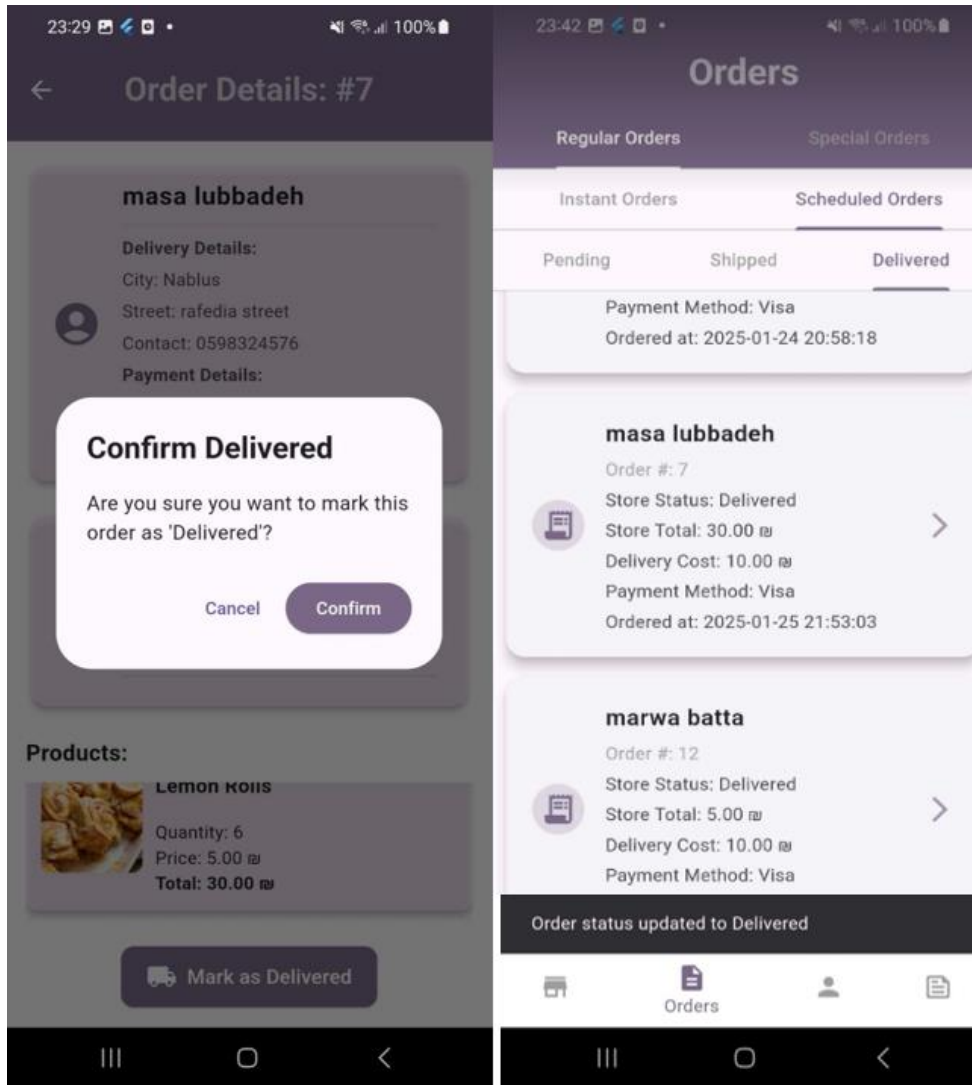 23:29
100%
Order Details: #7
masa lubbadeh
Delivery Details:
City: Nablus
Street: rafedia street
Contact: 0598324576
Payment Details:
Confirm Delivered
Are you sure you want to mark this
order as 'Delivered'?
Cancel Confirm
Products:
Lemon Rolls
Quantity: 6
Price: 5.00 ₪
Total: 30.00 ₪
Mark as Delivered
23:42
100%
Orders
Regular Orders Special Orders
Instant Orders Scheduled Orders
Pending Shipped Delivered
Payment Method: Visa
Ordered at: 2025-01-24 20:58:18
masa lubbadeh
Order #: 7
Store Status: Delivered
Store Total: 30.00 ₪
Delivery Cost: 10.00 ₪
Payment Method: Visa
Ordered at: 2025-01-25 21:53:03
marwa batta
Order #: 12
Store Status: Delivered
Store Total: 5.00 ₪
Delivery Cost: 10.00 ₪
Payment Method: Visa
Order status updated to Delivered
Orders